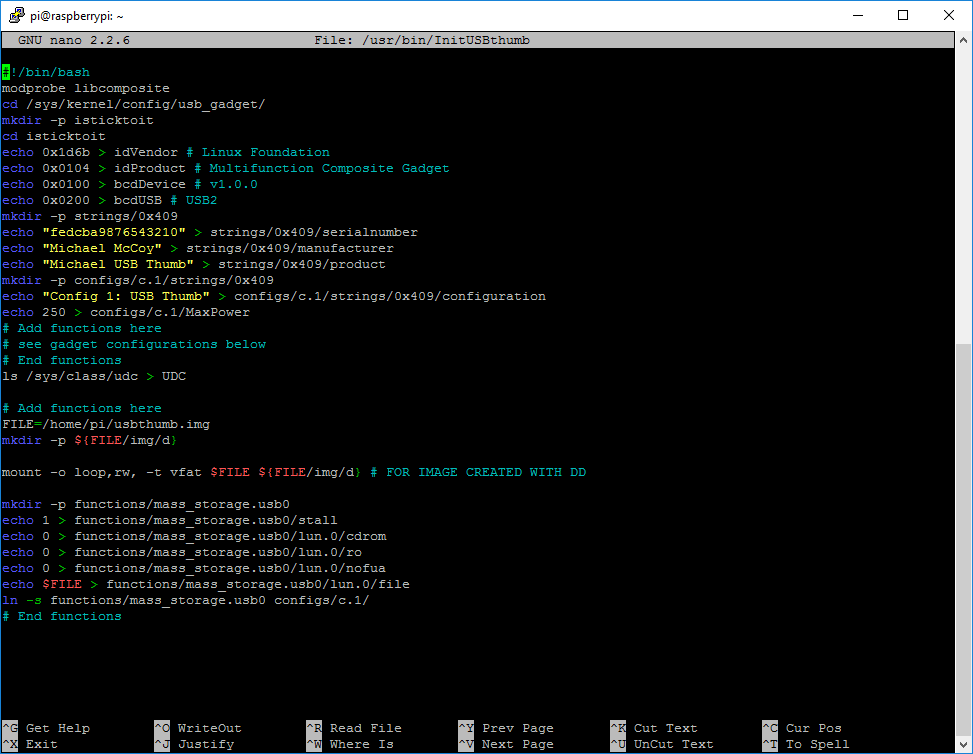 pi@raspberrypi: ~
GNU nano 2.2.6 File: /usr/bin/InitUSBthumb
#!/bin/bash
modprobe libcomposite
cd /sys/kernel/config/usb_gadget/
mkdir -p isticktoit
cd isticktoit
echo 0x1d6b > idVendor # Linux Foundation
echo 0x0104 > idProduct # Multifunction Composite Gadget
echo 0x0100 > bcdDevice # v1.0.0
echo 0x0200 > bcdUSB # USB2
mkdir -p strings/0x409
echo "fedcba9876543210" > strings/0x409/serialnumber
echo "Michael McCoy" > strings/0x409/manufacturer
echo "Michael USB Thumb" > strings/0x409/product
mkdir -p configs/c.1/strings/0x409
echo "Config 1: USB Thumb" > configs/c.1/strings/0x409/configuration
echo 250 > configs/c.1/MaxPower
# Add functions here
# see gadget configurations below
# End functions
ls /sys/class/udc > UDC
# Add functions here
FILE=/home/pi/usbthumb.img
mkdir -p ${FILE/img/d}
mount -o loop,rw, -t vfat $FILE ${FILE/img/d} # FOR IMAGE CREATED WITH DD
mkdir -p functions/mass_storage.usb0
echo 1 > functions/mass_storage.usb0/stall
echo 0 > functions/mass_storage.usb0/lun.0/cdrom
echo 0 > functions/mass_storage.usb0/lun.0/ro
echo 0 > functions/mass_storage.usb0/lun.0/nofua
echo $FILE > functions/mass_storage.usb0/lun.0/file
ln -s functions/mass_storage.usb0 configs/c.1/
# End functions
^G Get Help ^O WriteOut ^R Read File ^Y Prev Page ^K Cut Text ^C Cur Pos
^X Exit ^J Justify ^W Where Is ^V Next Page ^U UnCut Text ^T To Spell